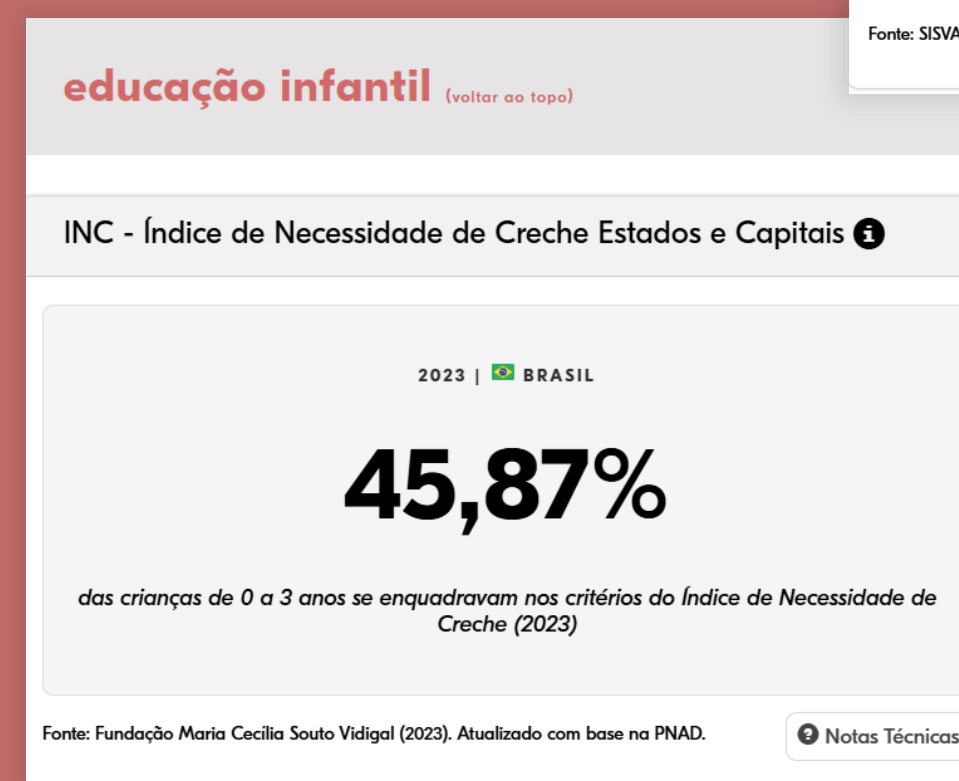 Fonte: SISVA
educação infantil (voltar ao topo)
INC - Índice de Necessidade de Creche Estados e Capitais
2023 | BRASIL
45,87%
das crianças de 0 a 3 anos se enquadravam nos critérios do Índice de Necessidade de
Creche (2023)
Fonte: Fundação Maria Cecília Souto Vidigal (2023). Atualizado com base na PNAD.
Notas Técnicas